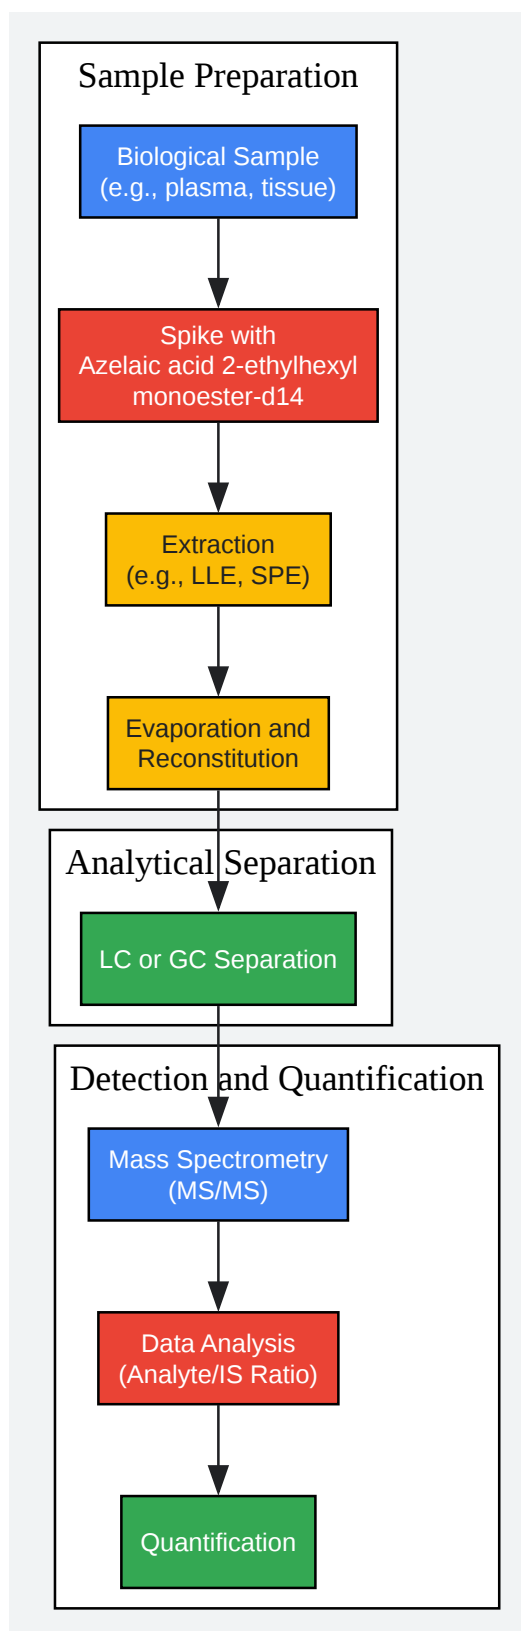 Sample Preparation
Biological Sample
(e.g., plasma, tissue)
Spike with
Azelaic acid 2-ethylhexyl
monoester-d14
Extraction
(e.g., LLE, SPE)
Evaporation and
Reconstitution
Analytical Separation
LC or GC Separation
Detection and Quantification
Mass Spectrometry
(MS/MS)
Data Analysis
(Analyte/IS Ratio)
Quantification